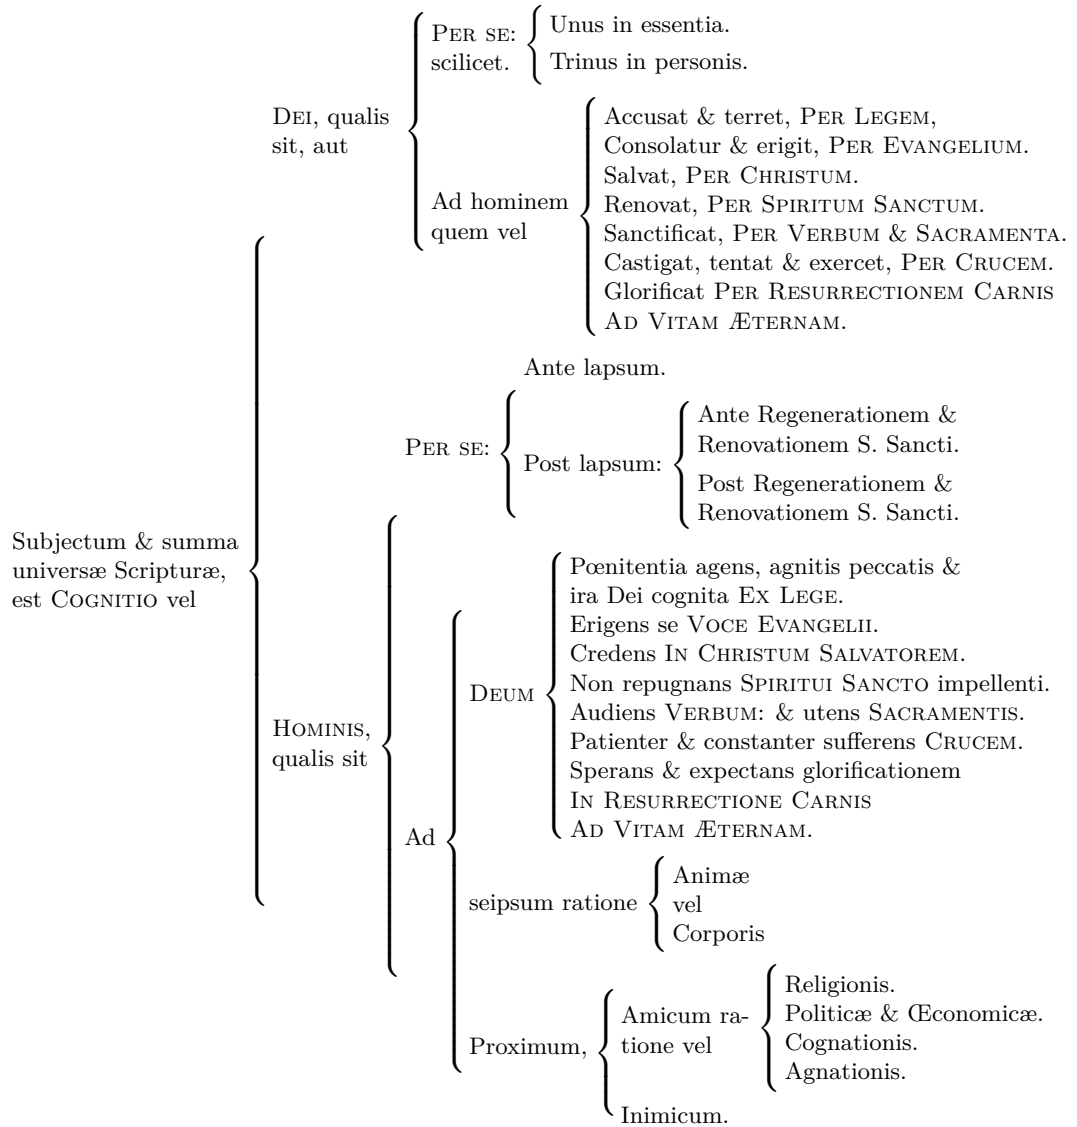 Subjectum & summa
universæ Scripturæ,
est COGNITIO vel
DEI, qualis
sit, aut
PER SE:
scilicet.
Unus in essentia.
Trinus in personis.
Ad hominem
quem vel
Accusat & terret, PER LEGEM,
Consolatur & erigit, PER EVANGELIUM.
Salvat, PER CHRISTUM.
Renovat, PER SPIRITUM SANCTUM.
Sanctificat, PER VERBUM & SACRAMENTA.
Castigat, tentat & exercet, PER CRUCEM.
Glorificat PER RESURRECTIONEM CARNIS
AD VITAM ÆTERNAM.
HOMINIS,
qualis sit
PER SE:
Ante lapsum.
Post lapsum:
Ante Regenerationem &
Renovationem S. Sancti.
Post Regenerationem &
Renovationem S. Sancti.
Ad
DEUM
Pœnitentia agens, agnitis peccatis &
ira Dei cognita EX LEGE.
Erigens se VOCE EVANGELII.
Credens IN CHRISTUM SALVATOREM.
Non repugnans SPIRITUI SANCTO impellenti.
Audiens VERBUM: & utens SACRAMENTIS.
Patienter & constanter sufferens CRUCEM.
Sperans & expectans glorificationem
IN RESURRECTIONE CARNIS
AD VITAM ÆTERNAM.
seipsum ratione
Animæ
vel
Corporis
Proximum,
Amicum ra-
tione vel
Religionis.
Politicæ & Œconomicæ.
Cognationis.
Agnationis.
Inimicum.